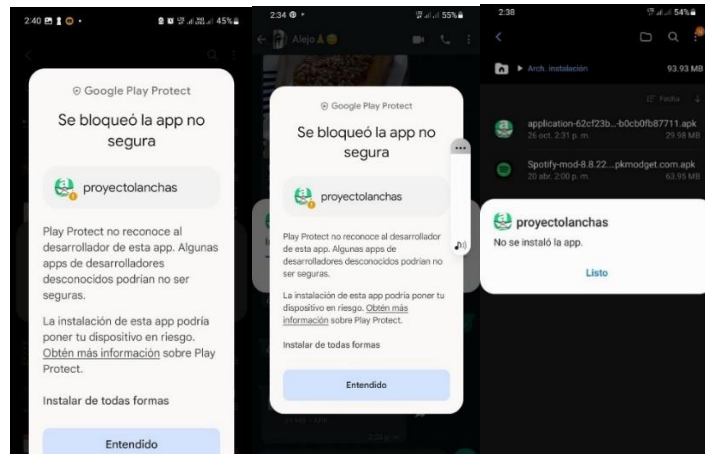 2:40
45%
Google Play Protect
Se bloqueó la app no
segura
proyectolanchas
Play Protect no reconoce al
desarrollador de esta app. Algunas
apps de desarrolladores
desconocidos podrían no ser
seguras.
La instalación de esta app podría
poner tu dispositivo en riesgo.
Obtén más información sobre Play
Protect.
Instalar de todas formas
Entendido
2:34
55%
Alejo
Google Play Protect
Se bloqueó la app no
segura
proyectolanchas
Play Protect no reconoce al desarrollador
de esta app. Algunas apps de
desarrolladores desconocidos podrían no
ser seguras.
La instalación de esta app podría poner tu
dispositivo en riesgo. Obtén más
información sobre Play Protect.
Instalar de todas formas
Entendido
2:38
54%
Arch. instalación
93.93 MB
Fecha
application-62cf23b...-b0cb0fb87711.apk
26 oct. 2:31 p. m.
29.98 MB
Spotify-mod-8.8.22...pkmodget.com.apk
20 abr. 2:00 p. m.
63.95 MB
proyectolanchas
No se instaló la app.
Listo